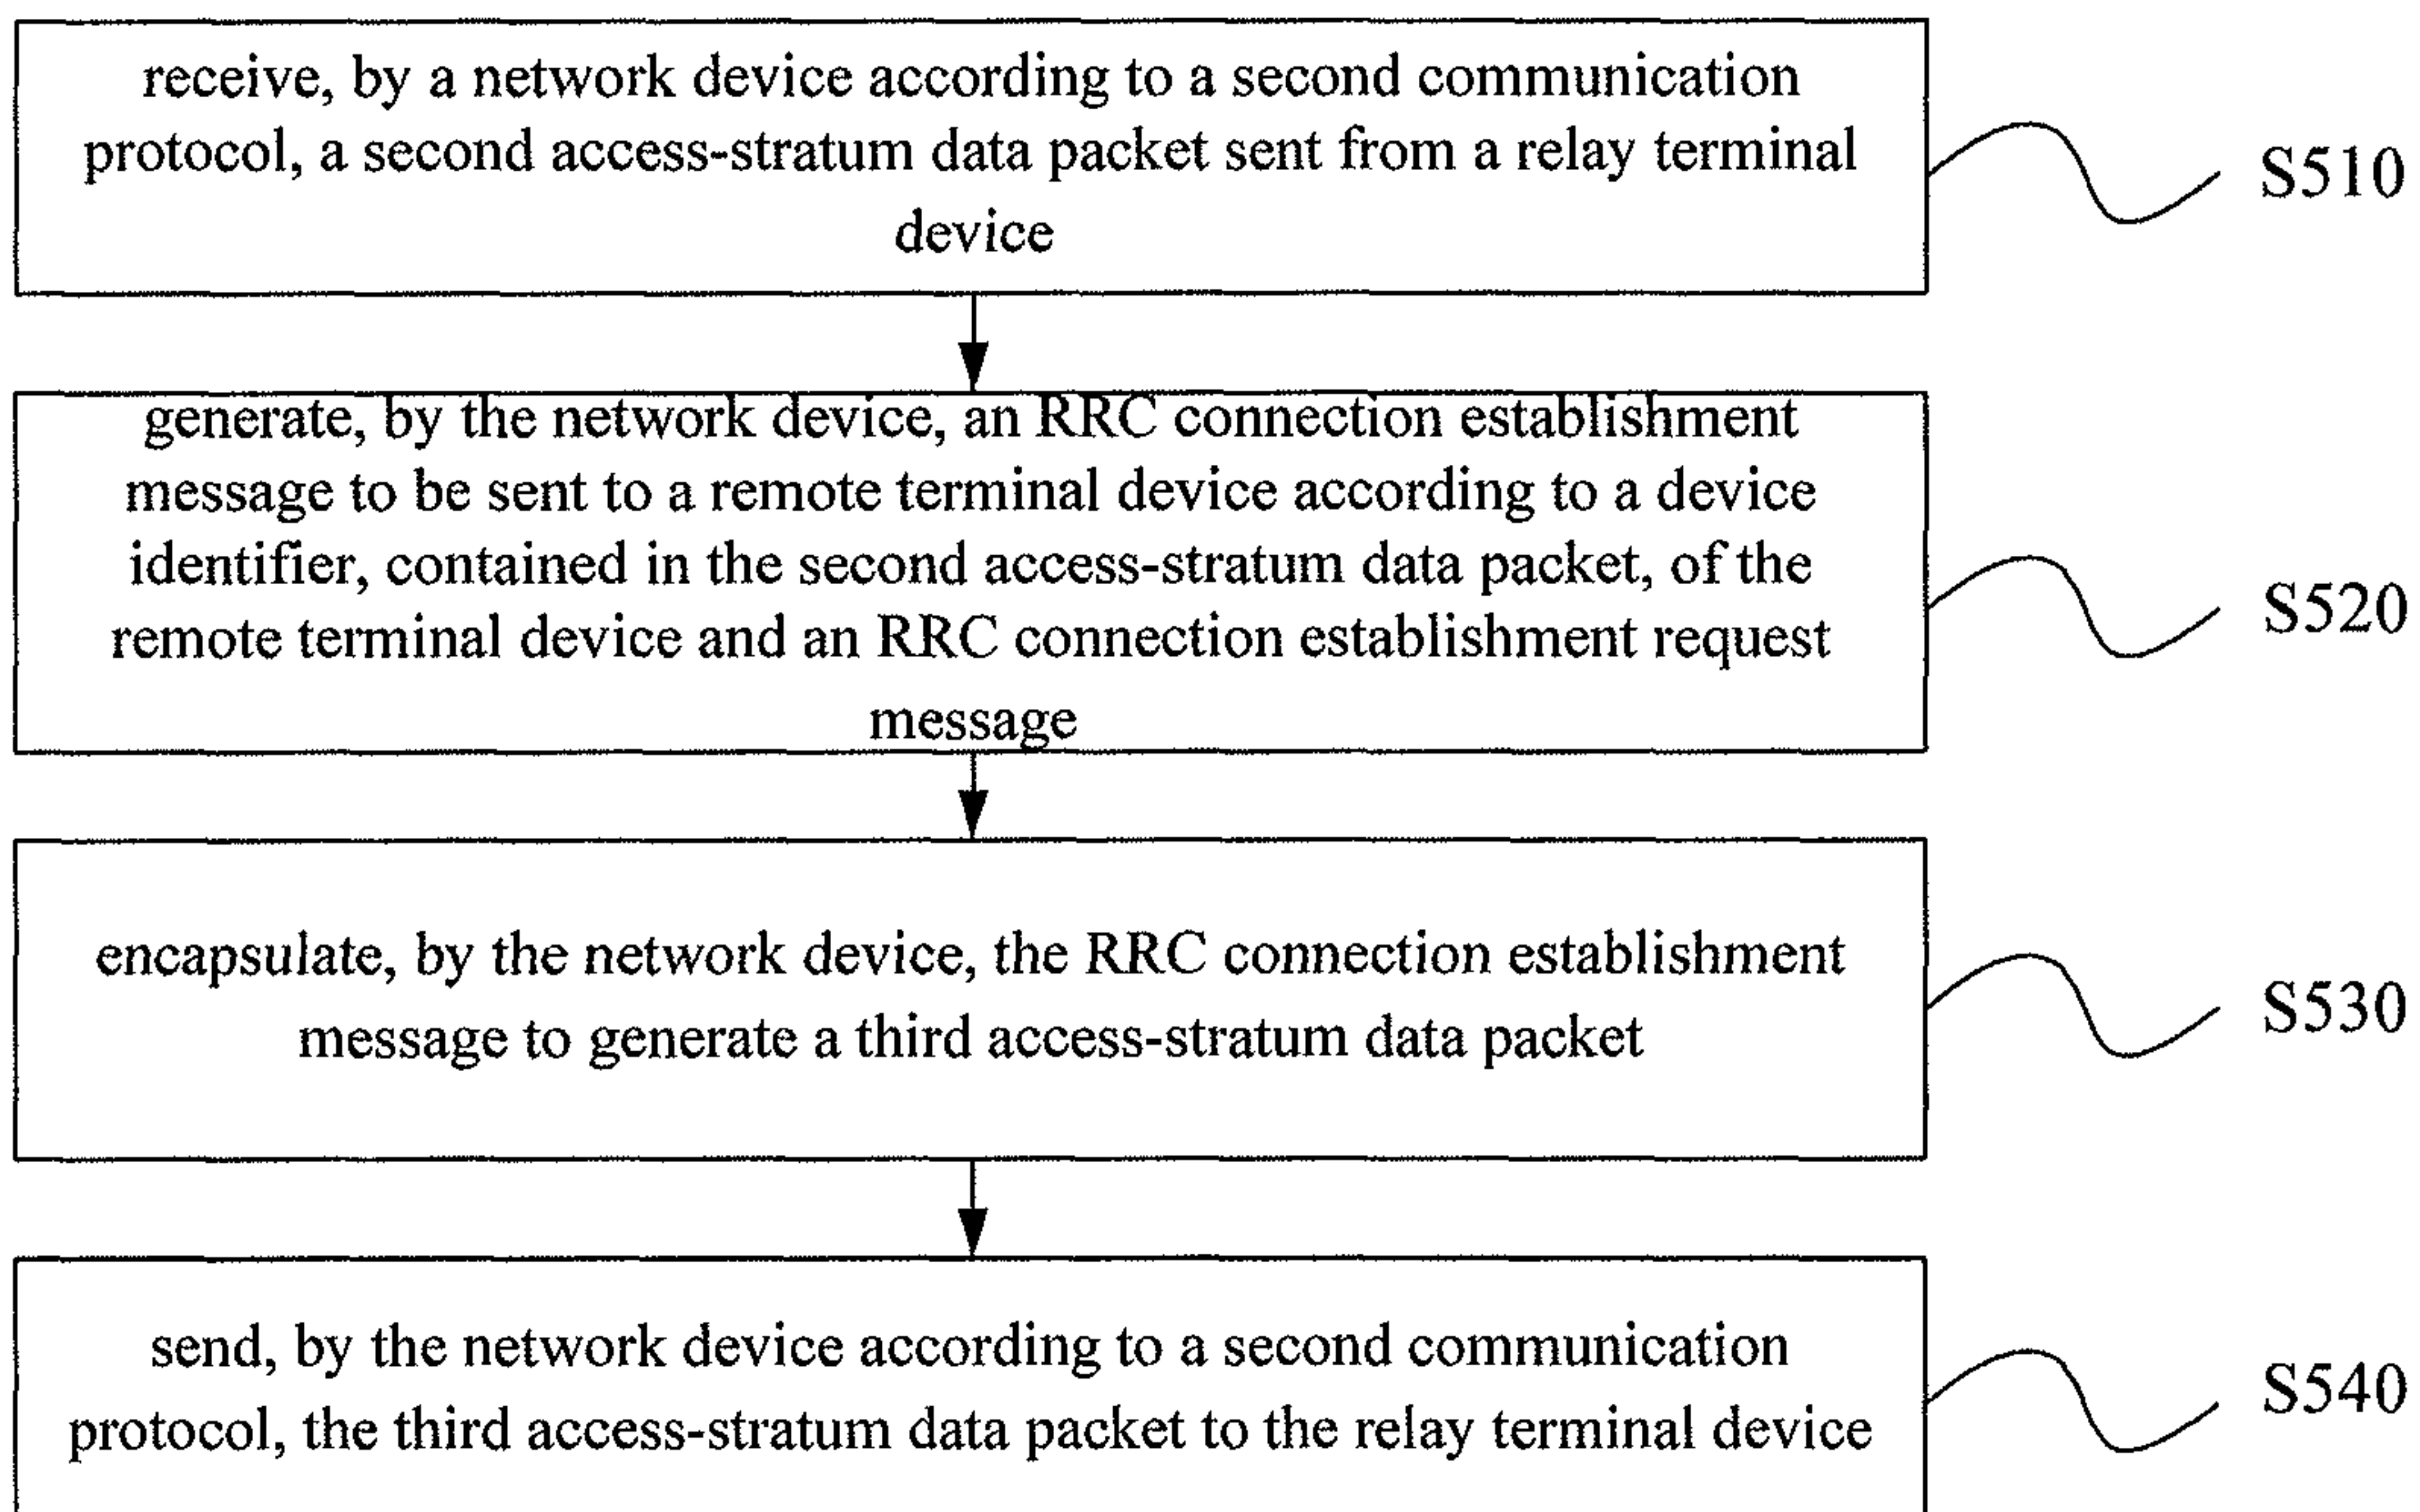 receive, by a network device according to a second communication
protocol, a second access-stratum data packet sent from a relay terminal
device
S510
generate, by the network device, an RRC connection establishment
message to be sent to a remote terminal device according to a device
identifier, contained in the second access-stratum data packet, of the
remote terminal device and an RRC connection establishment request
message
S520
encapsulate, by the network device, the RRC connection establishment
message to generate a third access-stratum data packet
S530
send, by the network device according to a second communication
protocol, the third access-stratum data packet to the relay terminal device
S540